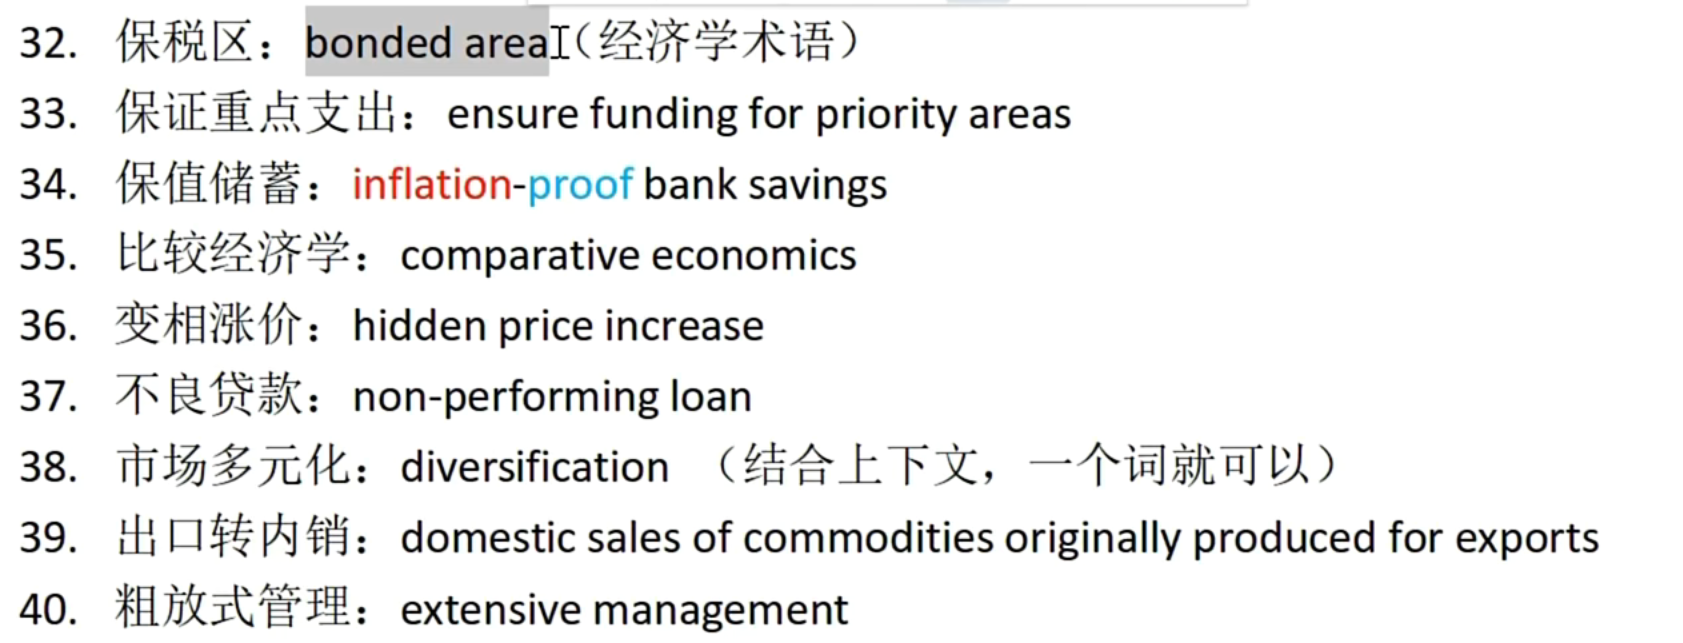 32. 保税区：bonded area（经济学术语）
33. 保证重点支出：ensure funding for priority areas
34. 保值储蓄：inflation-proof bank savings
35. 比较经济学：comparative economics
36. 变相涨价：hidden price increase
37. 不良贷款：non-performing loan
38. 市场多元化：diversification （结合上下文，一个词就可以）
39. 出口转内销：domestic sales of commodities originally produced for exports
40. 粗放式管理：extensive management